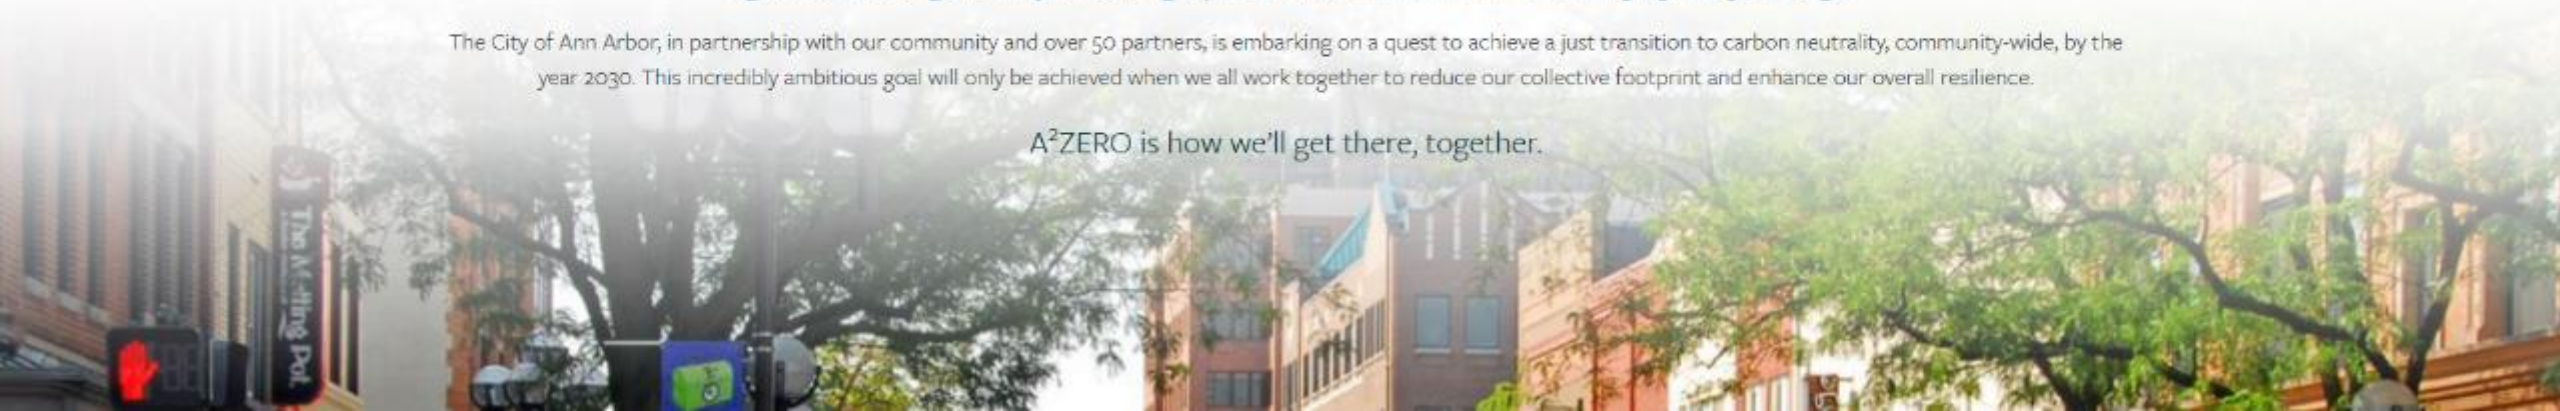 The City of Ann Arbor, in partnership with our community and over 50 partners, is embarking on a quest to achieve a just transition to carbon neutrality, community-wide, by the
year 2030. This incredibly ambitious goal will only be achieved when we all work together to reduce our collective footprint and enhance our overall resilience.
A²ZERO is how we'll get there, together.
The Melting Pot.